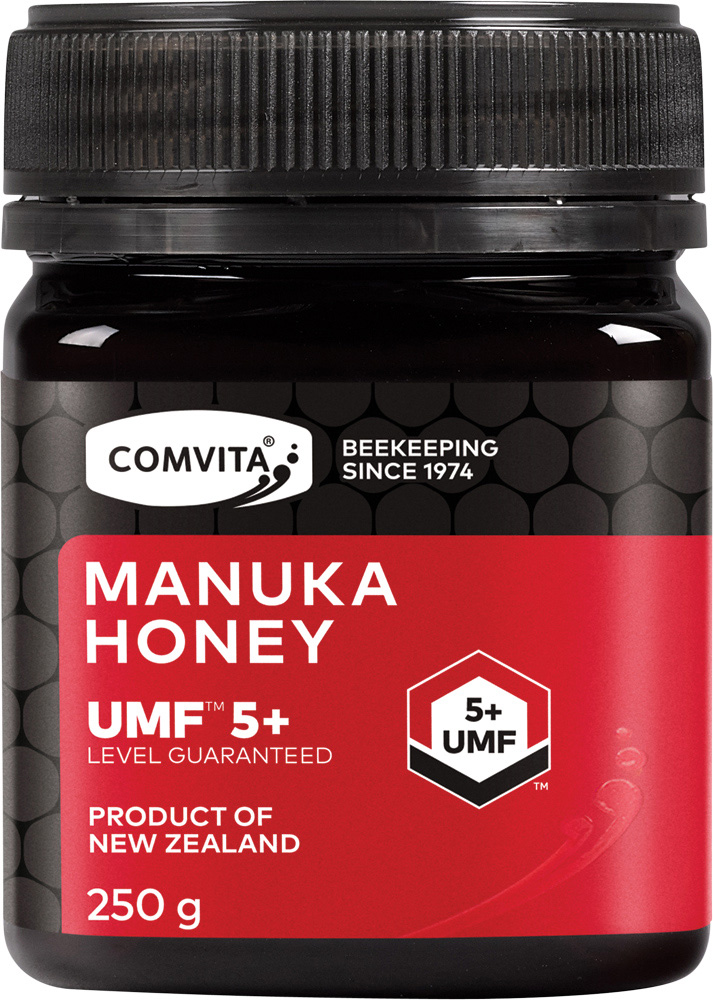 COMVITA®
BEEKEEPING
SINCE 1974
MANUKA
HONEY
UMF™ 5+
LEVEL GUARANTEED
5+
UMF
™
PRODUCT OF
NEW ZEALAND
250 g